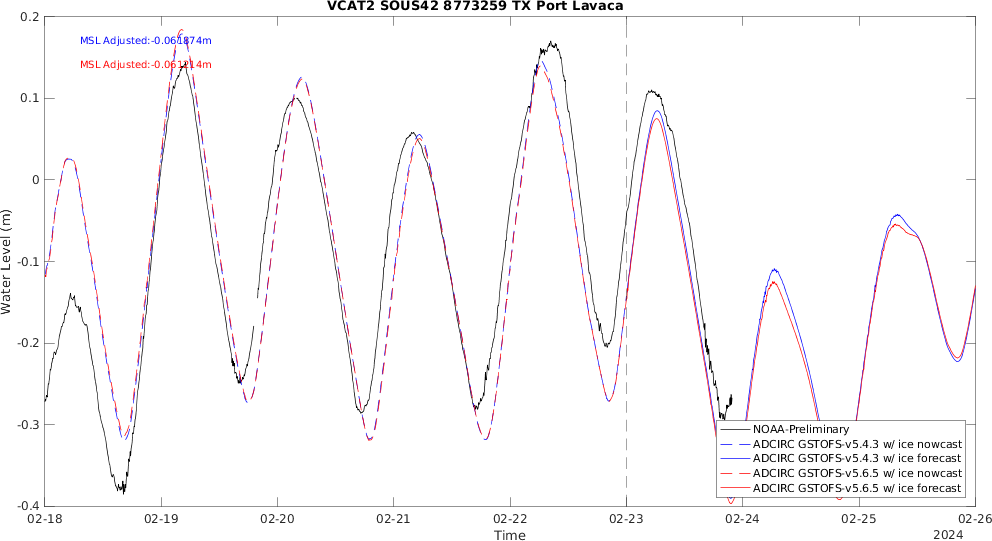 VCAT2 SOUS42 8773259 TX Port Lavaca
MSL Adjusted:-0.061874m
MSL Adjusted:-0.061214m
0.2
0.1
0
-0.1
-0.2
-0.3
-0.4
Water Level (m)
NOAA-Preliminary
ADCIRC GSTOFS-v5.4.3 w/ ice nowcast
ADCIRC GSTOFS-v5.4.3 w/ ice forecast
ADCIRC GSTOFS-v5.6.5 w/ ice nowcast
ADCIRC GSTOFS-v5.6.5 w/ ice forecast
02-18 02-19 02-20 02-21 02-22 02-23 02-24 02-25 02-26
Time
2024